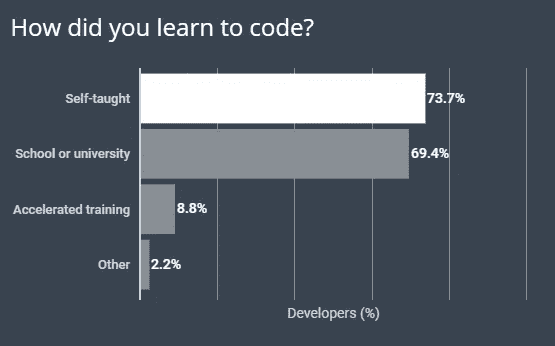 How did you learn to code?
Self-taught 73.7%
School or university 69.4%
Accelerated training 8.8%
Other 2.2%
Developers (%)